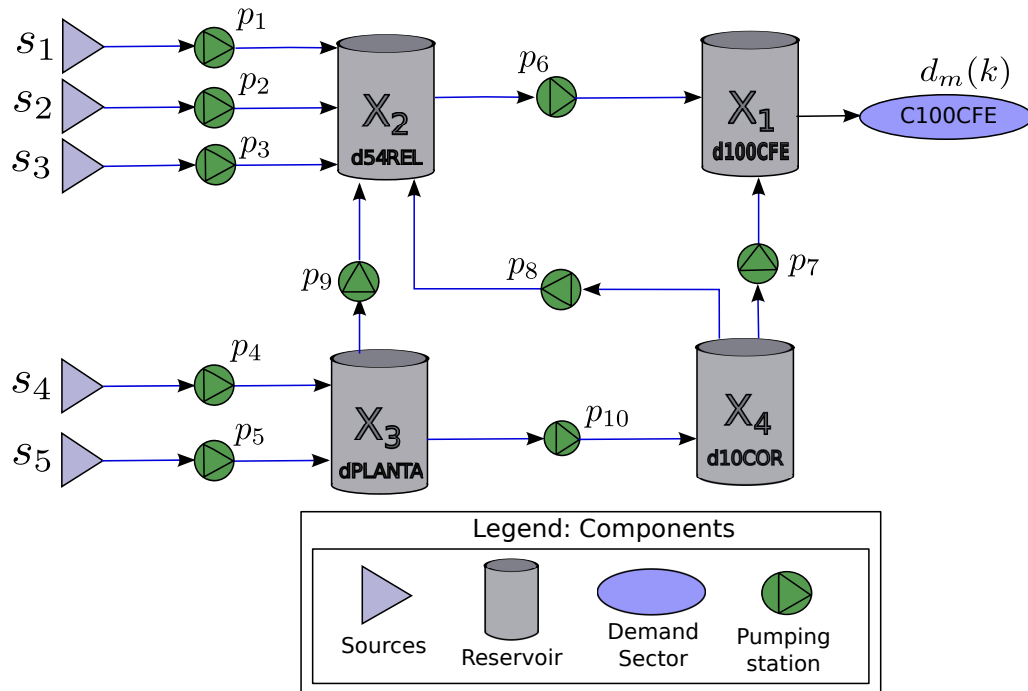 s1 p1
s2 p2
s3 p3
X2
d54REL
p6
X1
d100CFE
dm(k)
C100CFE
p9
p8
p7
s4 p4
s5 p5
X3
dPLANTA
p10
X4
d10COR
Legend: Components
Sources
Reservoir
Demand
Sector
Pumping
station